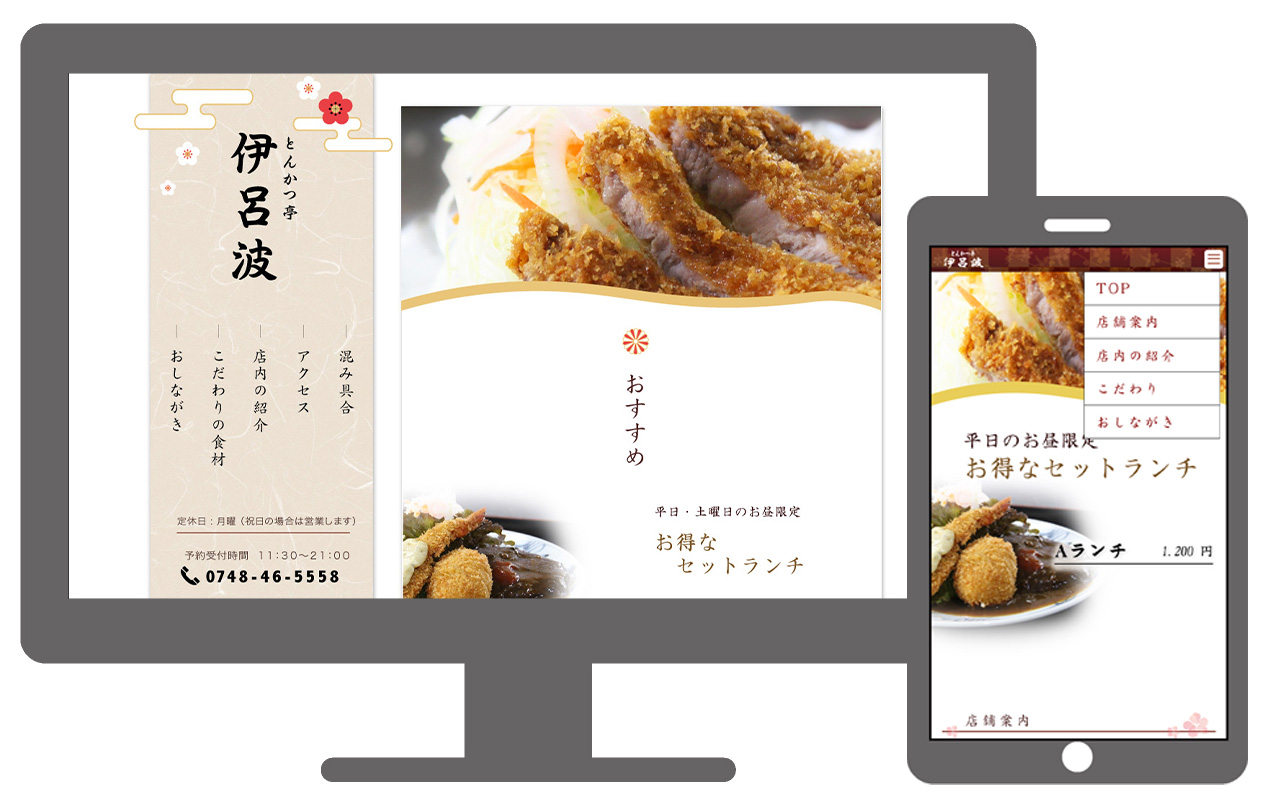 とんかつ亭
伊呂波
混み具合
アクセス
店内の紹介
こだわりの食材
おしながき
定休日：月曜（祝日の場合は営業します）
予約受付時間 11:30～21:00
0748-46-5558
おすすめ
平日・土曜日のお昼限定
お得な
セットランチ
とんかつ亭
伊呂波
TOP
店舗案内
店内の紹介
こだわり
おしながき
平日のお昼限定
お得なセットランチ
Aランチ 1,200 円
店舗案内